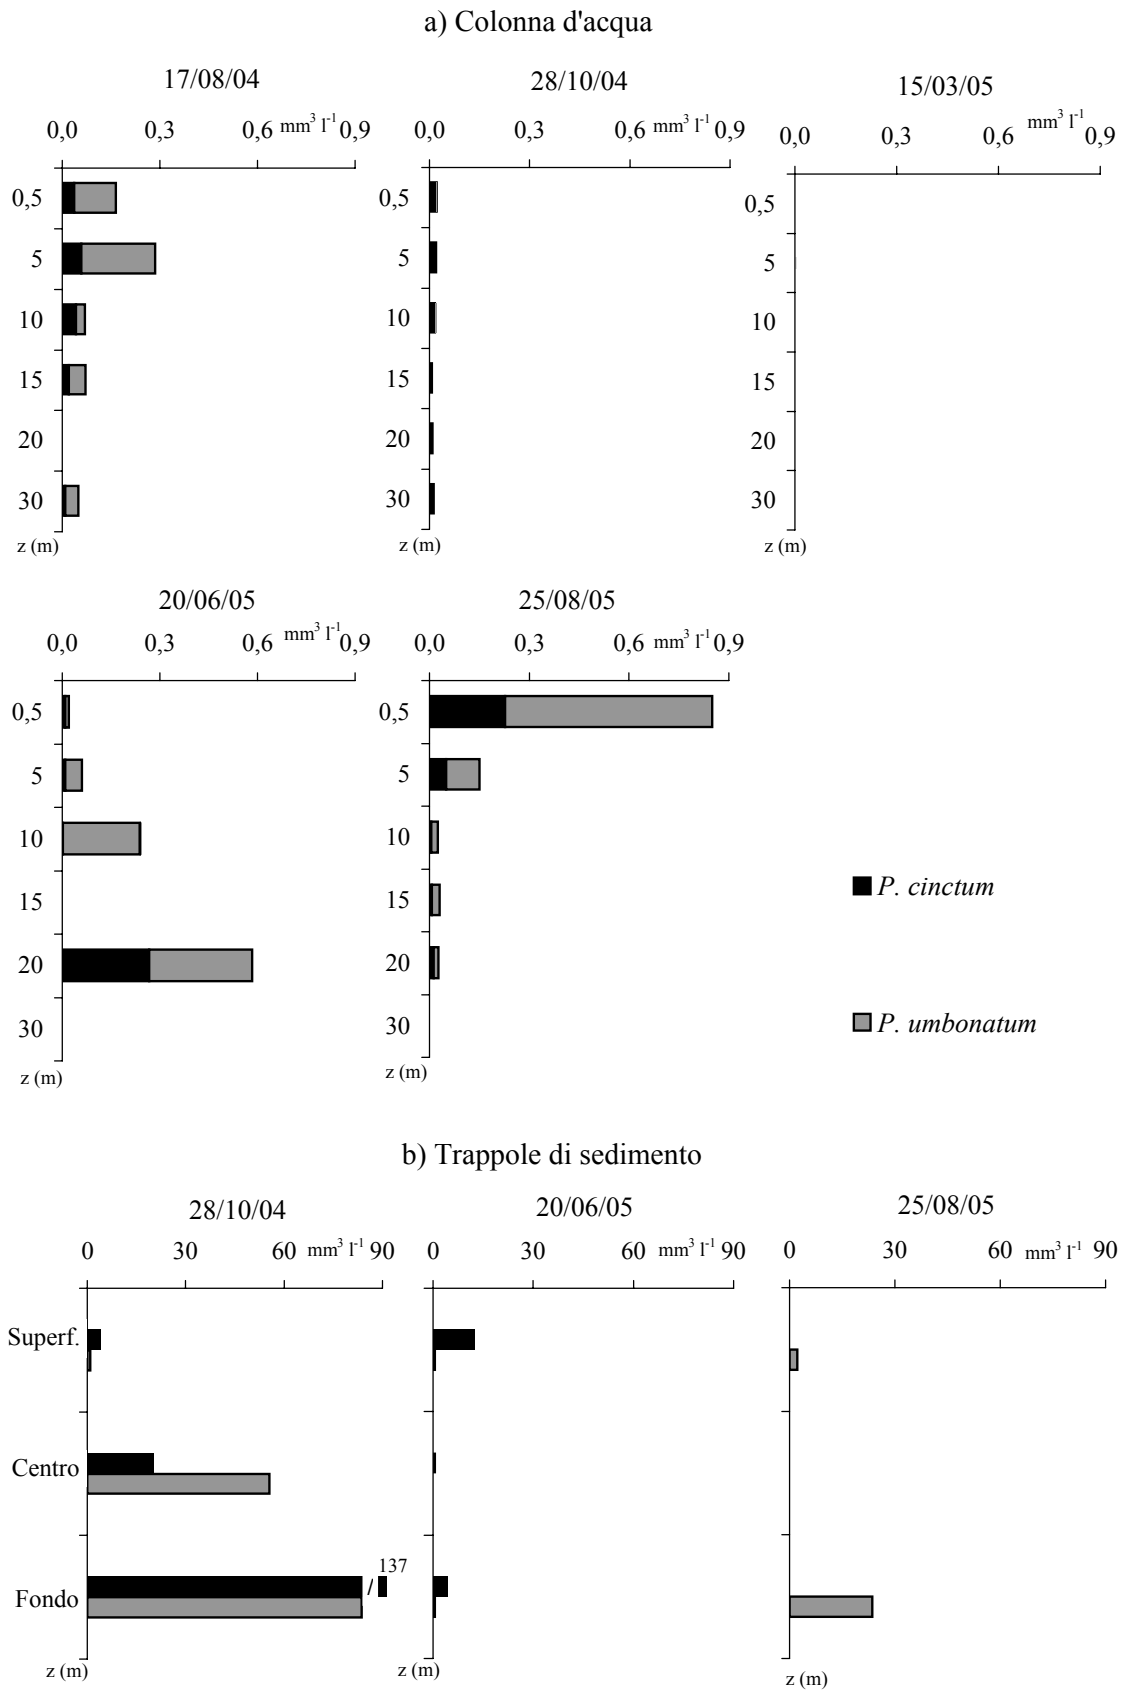 a) Colonna d'acqua
17/08/04 28/10/04 15/03/05
0,0 0,3 0,6 mm³ l⁻¹ 0,9 0,0 0,3 0,6 mm³ l⁻¹ 0,9 0,0 0,3 0,6 mm³ l⁻¹ 0,9
0,5 0,5 0,5
5 5 5
10 10 10
15 15 15
20 20 20
30 30 30
z (m) z (m) z (m)
20/06/05 25/08/05
0,0 0,3 0,6 mm³ l⁻¹ 0,9 0,0 0,3 0,6 mm³ l⁻¹ 0,9
0,5 0,5
5 5
10 10
15 15
P. cinctum
20 20
30 30
P. umbonatum
z (m) z (m)
b) Trappole di sedimento
28/10/04 20/06/05 25/08/05
0 30 60 mm³ l⁻¹ 90 0 30 60 mm³ l⁻¹ 90 0 30 60 mm³ l⁻¹ 90
Superf.
Centro
137
Fondo /
z (m) z (m) z (m)